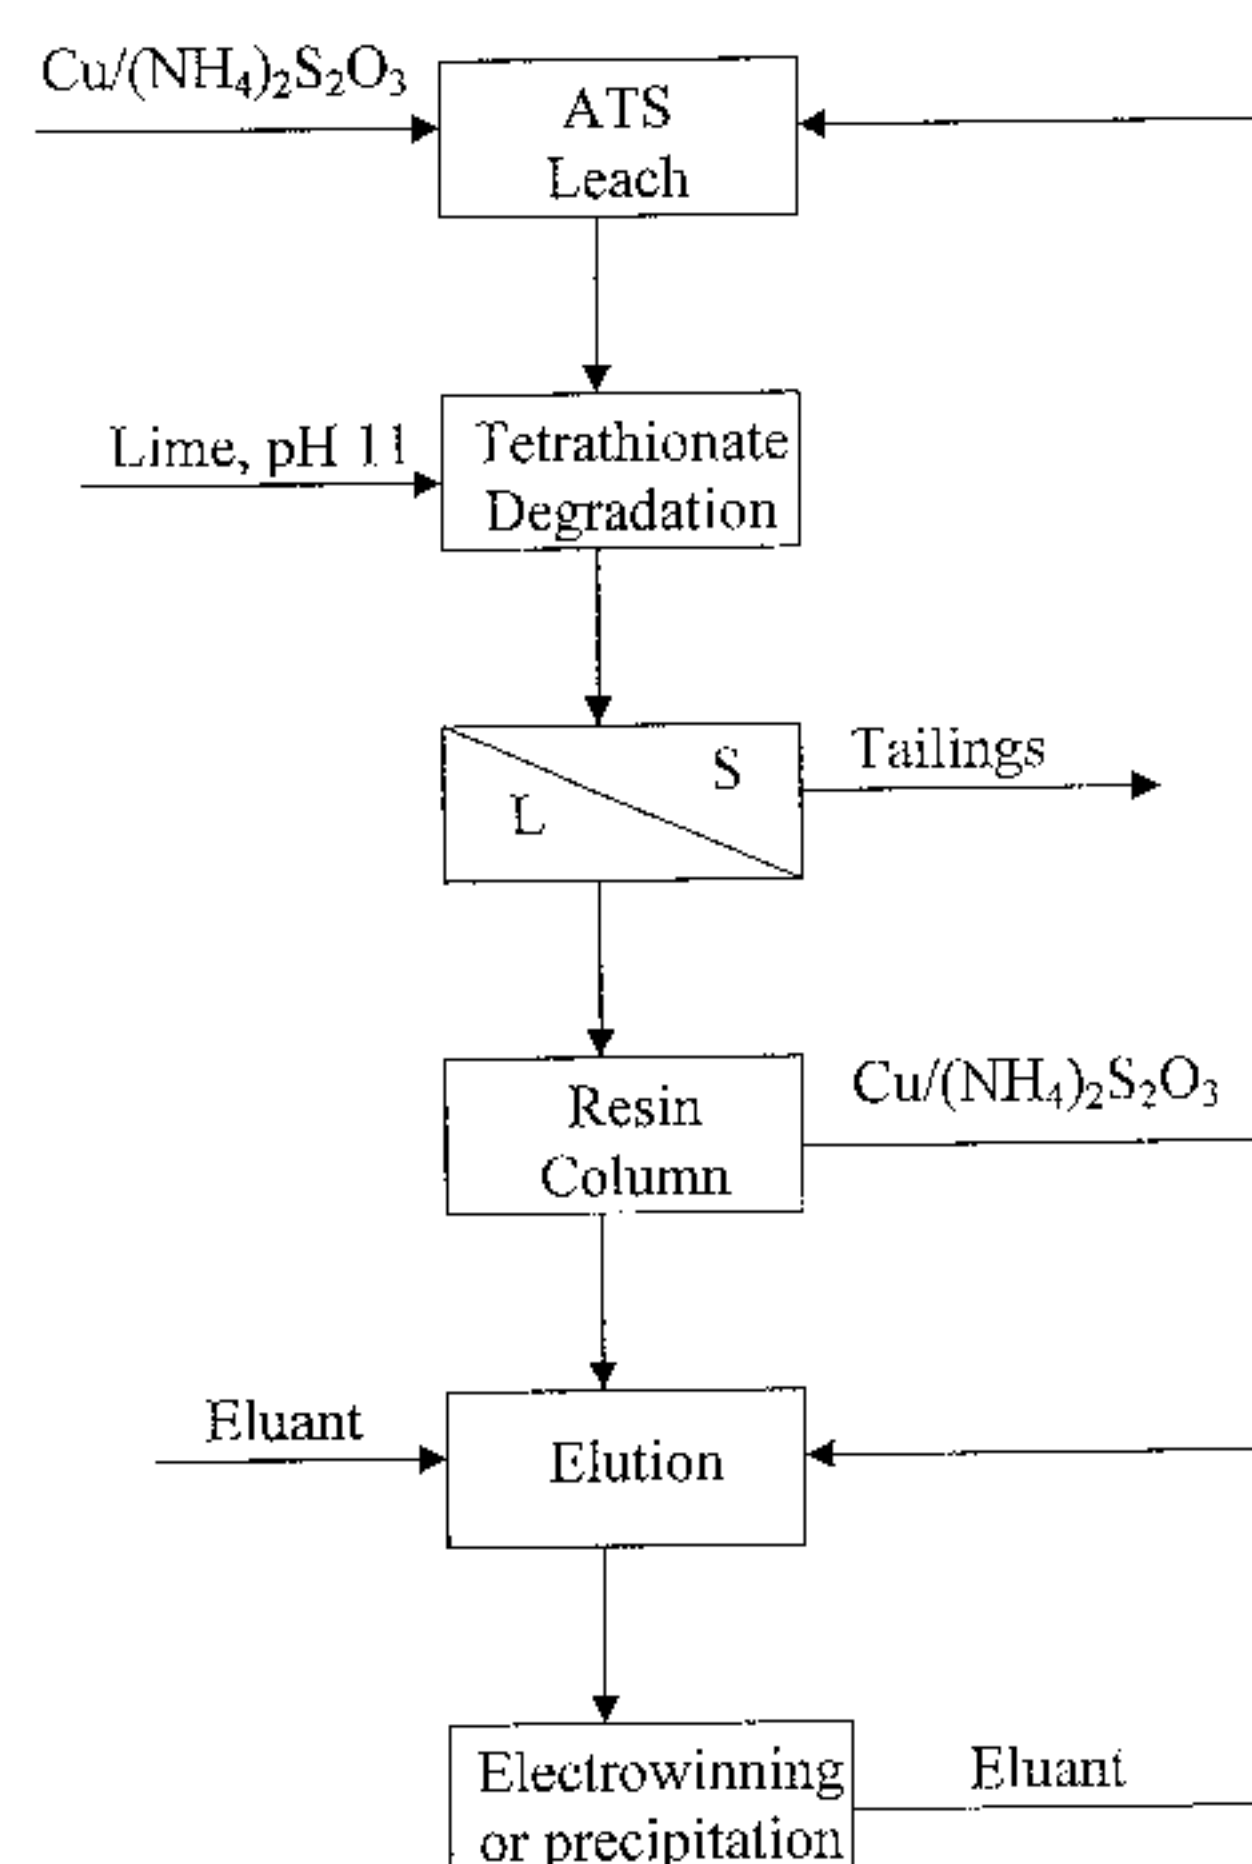 Cu/(NH₄)₂S₂O₃
ATS
Leach
Lime, pH 11
Tetrathionate
Degradation
S
L
Tailings
Resin
Column
Cu/(NH₄)₂S₂O₃
Eluant
Elution
Electrowinning
or precipitation
Eluant